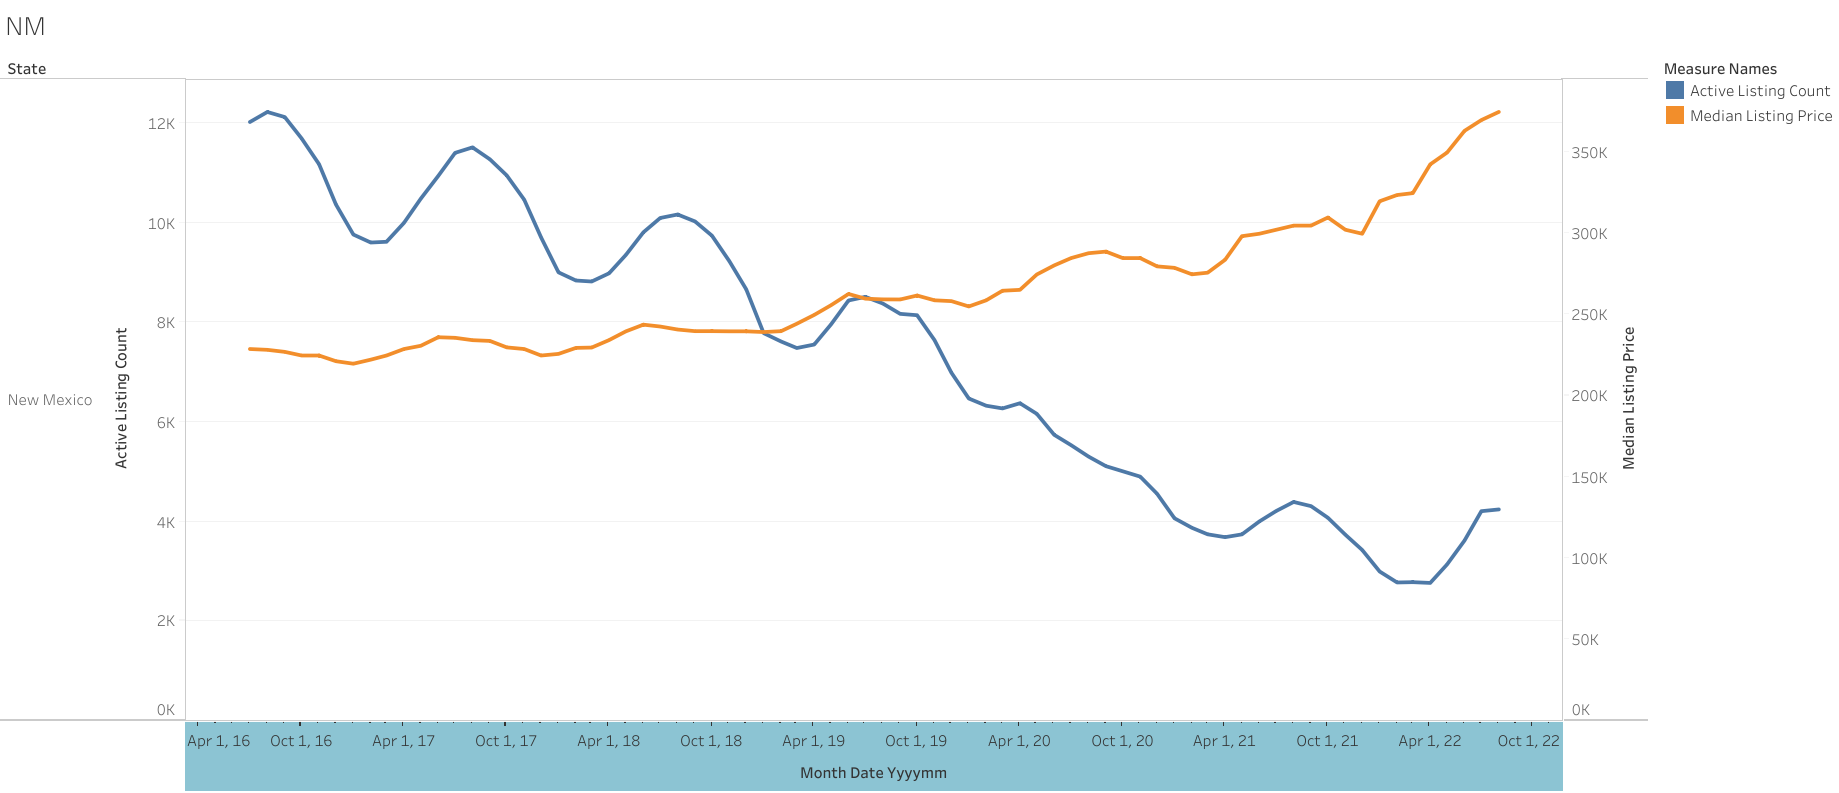 NM
State
Measure Names
Active Listing Count
Median Listing Price
New Mexico
Active Listing Count
12K
10K
8K
6K
4K
2K
0K
350K
300K
250K
200K
150K
100K
50K
0K
Median Listing Price
Apr 1, 16 Oct 1, 16 Apr 1, 17 Oct 1, 17 Apr 1, 18 Oct 1, 18 Apr 1, 19 Oct 1, 19 Apr 1, 20 Oct 1, 20 Apr 1, 21 Oct 1, 21 Apr 1, 22 Oct 1, 22
Month Date Yyyymm